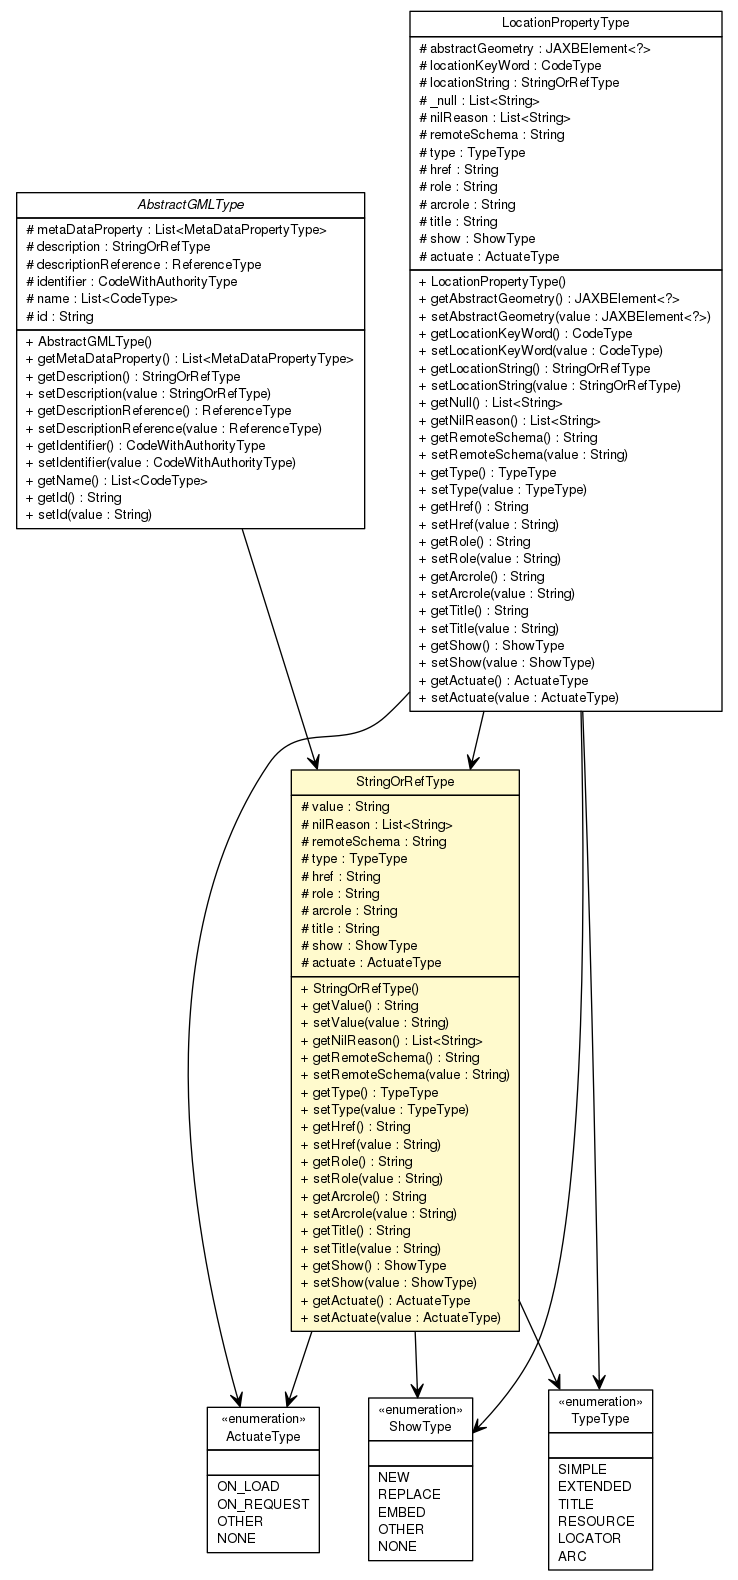 LocationPropertyType
# abstractGeometry : JAXBElement<?>
# locationKeyWord : CodeType
# locationString : StringOrRefType
# _null : List<String>
# nilReason : List<String>
# remoteSchema : String
# type : TypeType
# href : String
# role : String
# arcrole : String
# title : String
# show : ShowType
# actuate : ActuateType
+ LocationPropertyType()
+ getAbstractGeometry() : JAXBElement<?>
+ setAbstractGeometry(value : JAXBElement<?>)
+ getLocationKeyWord() : CodeType
+ setLocationKeyWord(value : CodeType)
+ getLocationString() : StringOrRefType
+ setLocationString(value : StringOrRefType)
+ getNull() : List<String>
+ getNilReason() : List<String>
+ getRemoteSchema() : String
+ setRemoteSchema(value : String)
+ getType() : TypeType
+ setType(value : TypeType)
+ getHref() : String
+ setHref(value : String)
+ getRole() : String
+ setRole(value : String)
+ getArcrole() : String
+ setArcrole(value : String)
+ getTitle() : String
+ setTitle(value : String)
+ getShow() : ShowType
+ setShow(value : ShowType)
+ getActuate() : ActuateType
+ setActuate(value : ActuateType)
AbstractGMLType
# metaDataProperty : List<MetaDataPropertyType>
# description : StringOrRefType
# descriptionReference : ReferenceType
# identifier : CodeWithAuthorityType
# name : List<CodeType>
# id : String
+ AbstractGMLType()
+ getMetaDataProperty() : List<MetaDataPropertyType>
+ getDescription() : StringOrRefType
+ setDescription(value : StringOrRefType)
+ getDescriptionReference() : ReferenceType
+ setDescriptionReference(value : ReferenceType)
+ getIdentifier() : CodeWithAuthorityType
+ setIdentifier(value : CodeWithAuthorityType)
+ getName() : List<CodeType>
+ getId() : String
+ setId(value : String)
StringOrRefType
# value : String
# nilReason : List<String>
# remoteSchema : String
# type : TypeType
# href : String
# role : String
# arcrole : String
# title : String
# show : ShowType
# actuate : ActuateType
+ StringOrRefType()
+ getValue() : String
+ setValue(value : String)
+ getNilReason() : List<String>
+ getRemoteSchema() : String
+ setRemoteSchema(value : String)
+ getType() : TypeType
+ setType(value : TypeType)
+ getHref() : String
+ setHref(value : String)
+ getRole() : String
+ setRole(value : String)
+ getArcrole() : String
+ setArcrole(value : String)
+ getTitle() : String
+ setTitle(value : String)
+ getShow() : ShowType
+ setShow(value : ShowType)
+ getActuate() : ActuateType
+ setActuate(value : ActuateType)
«enumeration»
ActuateType
ON_LOAD
ON_REQUEST
OTHER
NONE
«enumeration»
ShowType
NEW
REPLACE
EMBED
OTHER
NONE
«enumeration»
TypeType
SIMPLE
EXTENDED
TITLE
RESOURCE
LOCATOR
ARC